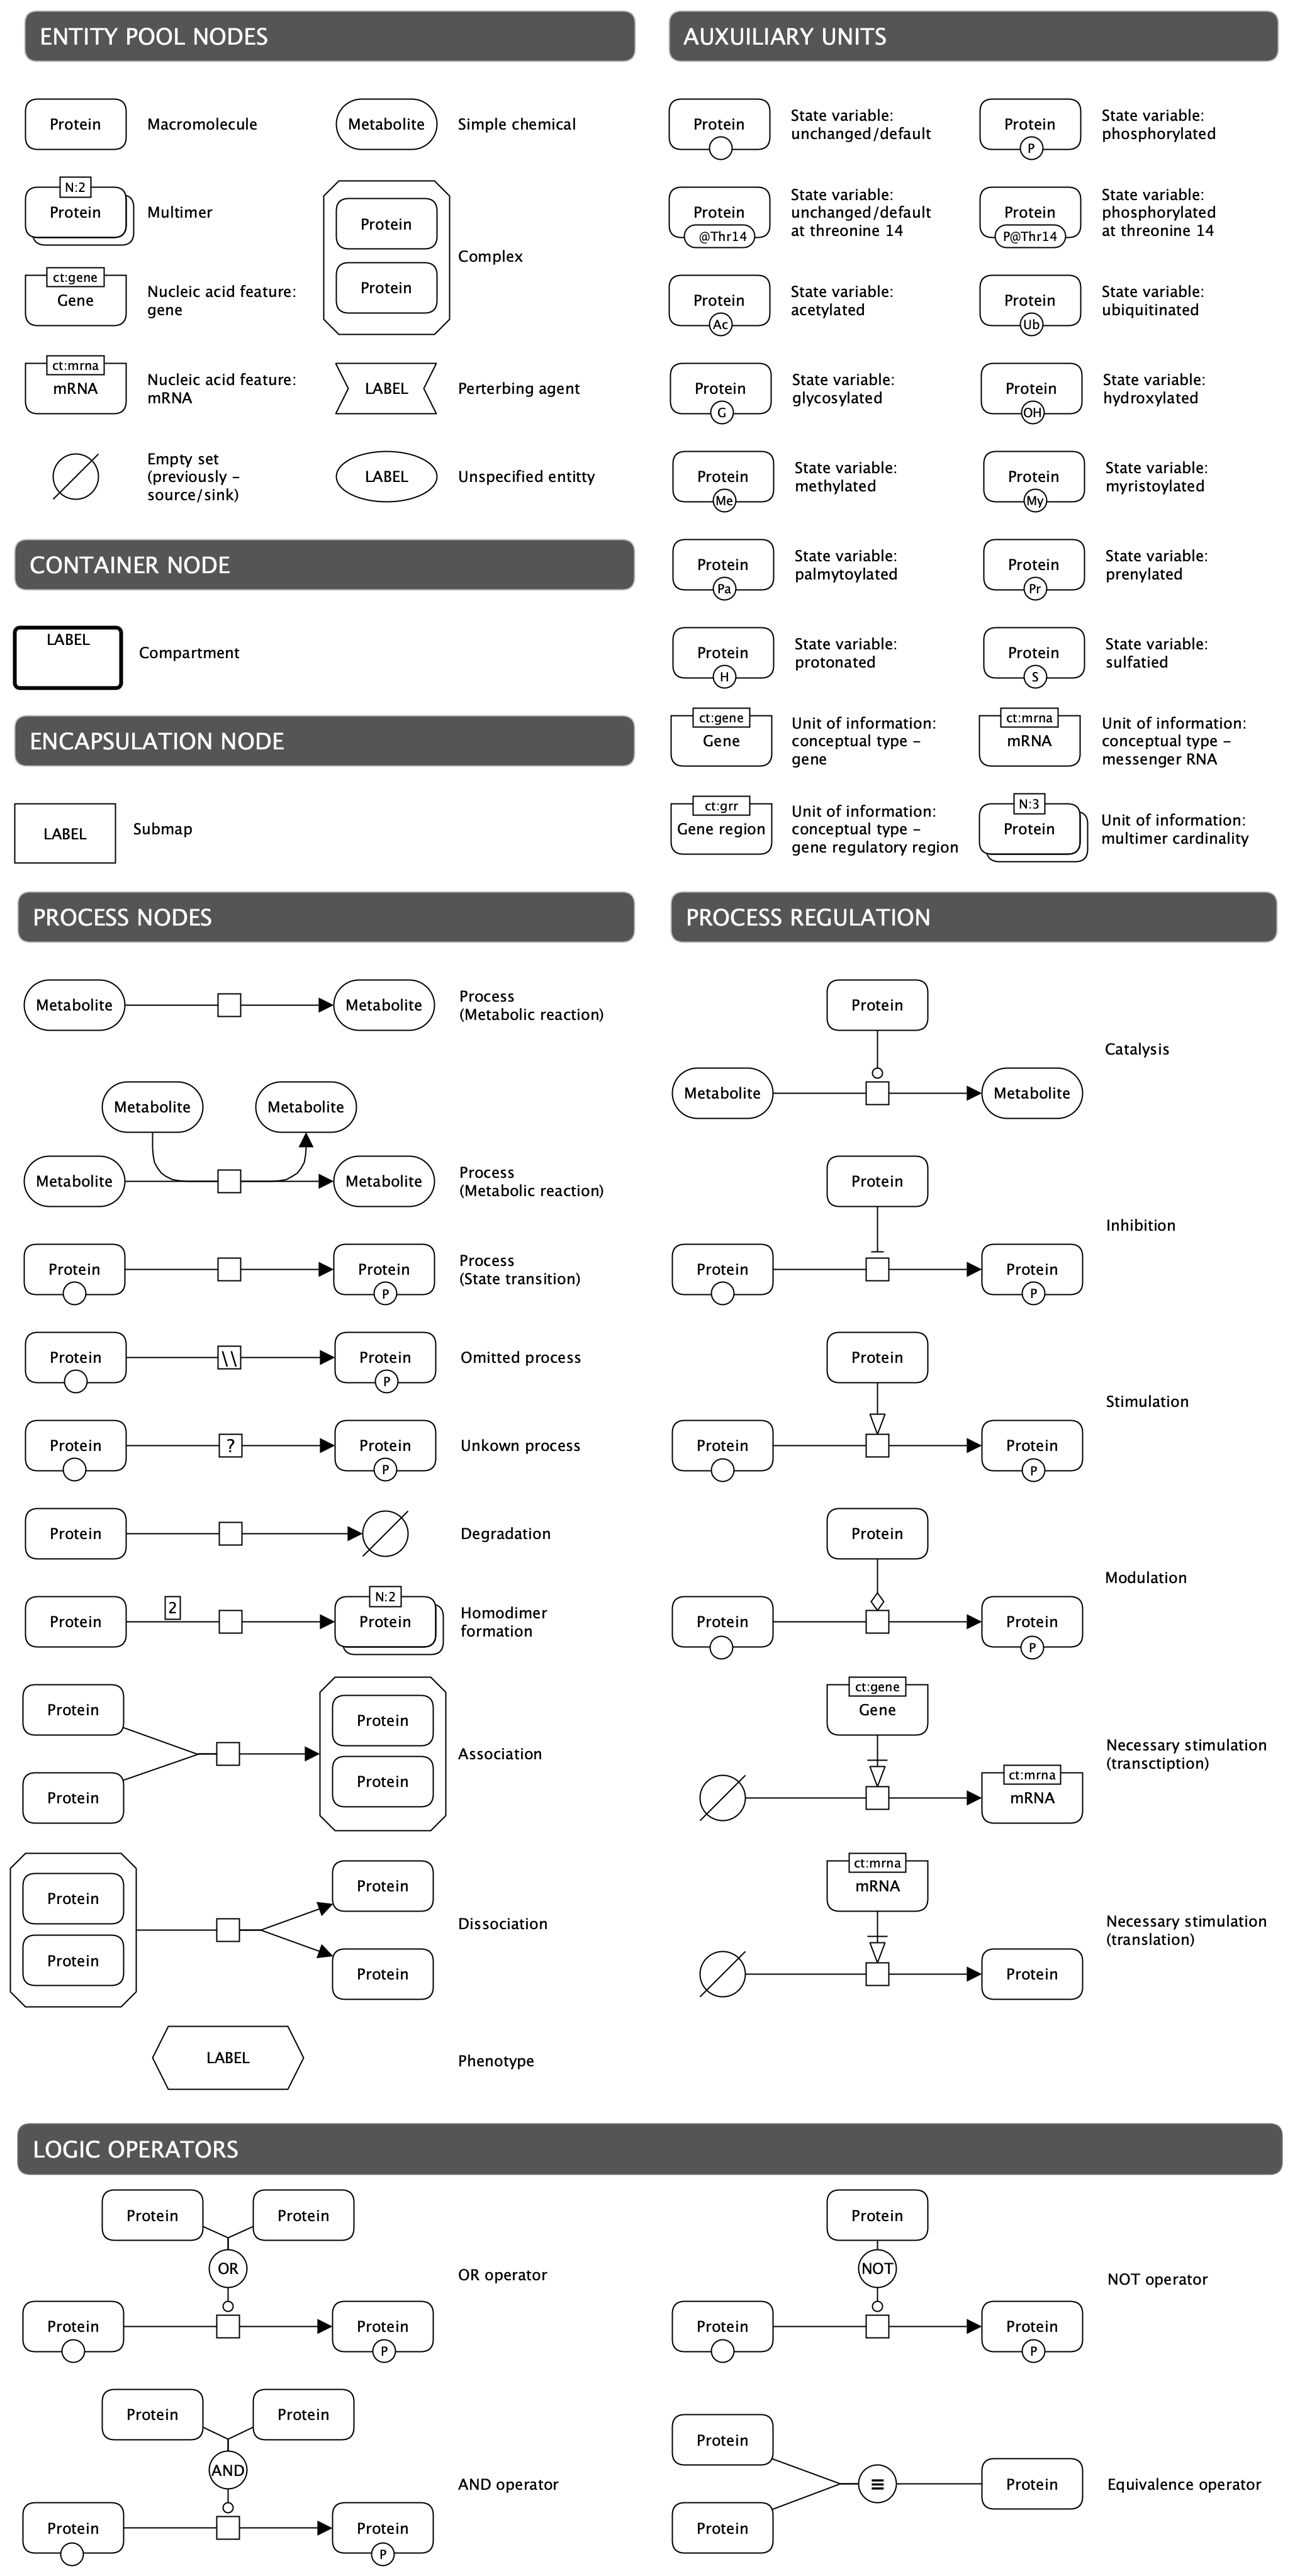 ENTITY POOL NODES
Protein
Macromolecule
Metabolite
Simple chemical
N:2
Protein
Multimer
Protein
Protein
Complex
ct:gene
Gene
Nucleic acid feature:
gene
ct:mrna
mRNA
Nucleic acid feature:
mRNA
LABEL
Perterbing agent
Empty set
(previously –
source/sink)
LABEL
Unspecified entitty
CONTAINER NODE
LABEL
Compartment
ENCAPSULATION NODE
LABEL
Submap
AUXUILIARY UNITS
Protein
State variable:
unchanged/default
Protein
P
State variable:
phosphorylated
Protein
@Thr14
State variable:
unchanged/default
at threonine 14
Protein
P@Thr14
State variable:
phosphorylated
at threonine 14
Protein
Ac
State variable:
acetylated
Protein
Ub
State variable:
ubiquitinated
Protein
G
State variable:
glycosylated
Protein
OH
State variable:
hydroxylated
Protein
Me
State variable:
methylated
Protein
My
State variable:
myristoylated
Protein
Pa
State variable:
palmytoylated
Protein
Pr
State variable:
prenylated
Protein
H
State variable:
protonated
Protein
S
State variable:
sulfatied
ct:gene
Gene
Unit of information:
conceptual type –
gene
ct:mrna
mRNA
Unit of information:
conceptual type –
messenger RNA
ct:grr
Gene region
Unit of information:
conceptual type –
gene regulatory region
N:3
Protein
Unit of information:
multimer cardinality
PROCESS NODES
Metabolite
Metabolite
Process
(Metabolic reaction)
Metabolite
Metabolite
Metabolite
Metabolite
Process
(Metabolic reaction)
Protein
Protein
P
Process
(State transition)
Protein
\\
Protein
P
Omitted process
Protein
?
Protein
P
Unkown process
Protein
Degradation
Protein
2
N:2
Protein
Homodimer
formation
Protein
Protein
Protein
Protein
Association
Protein
Protein
Protein
Protein
Dissociation
LABEL
Phenotype
PROCESS REGULATION
Protein
Metabolite
Metabolite
Catalysis
Protein
Protein
Protein
P
Inhibition
Protein
Protein
Protein
P
Stimulation
Protein
Protein
Protein
P
Modulation
ct:gene
Gene
ct:mrna
mRNA
Necessary stimulation
(transctiption)
ct:mrna
mRNA
Protein
Necessary stimulation
(translation)
LOGIC OPERATORS
Protein
Protein
OR
Protein
Protein
P
OR operator
Protein
NOT
Protein
Protein
P
NOT operator
Protein
Protein
AND
Protein
Protein
P
AND operator
Protein
Protein
≡
Protein
Equivalence operator